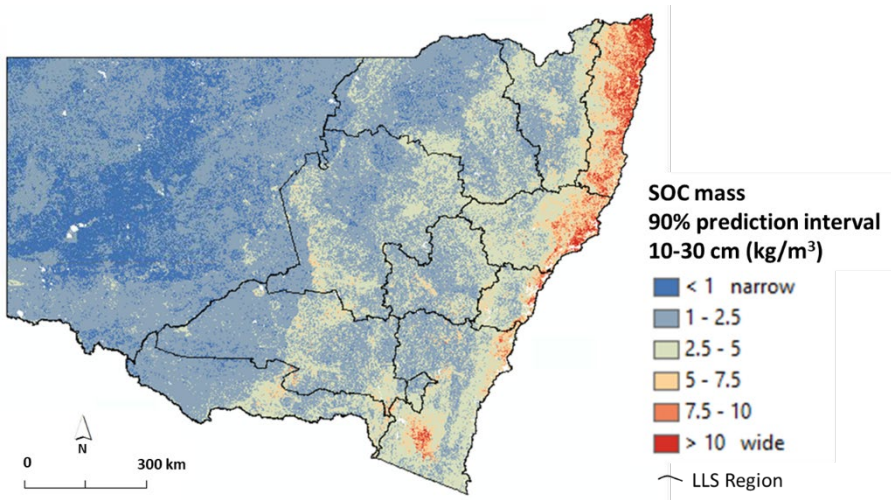 SOC mass
90% prediction interval
10-30 cm (kg/m³)
< 1 narrow
1 - 2.5
2.5 - 5
5 - 7.5
7.5 - 10
> 10 wide
LLS Region
N
0 300 km